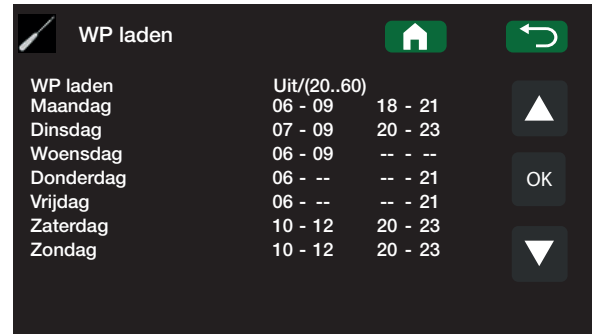 WP laden
WP laden Uit/(20..60)
Maandag 06 - 09 18 - 21
Dinsdag 07 - 09 20 - 23
Woensdag 06 - 09 -- - --
Donderdag 06 - -- -- - 21
Vrijdag 06 - -- -- - 21
Zaterdag 10 - 12 20 - 23
Zondag 10 - 12 20 - 23
OK